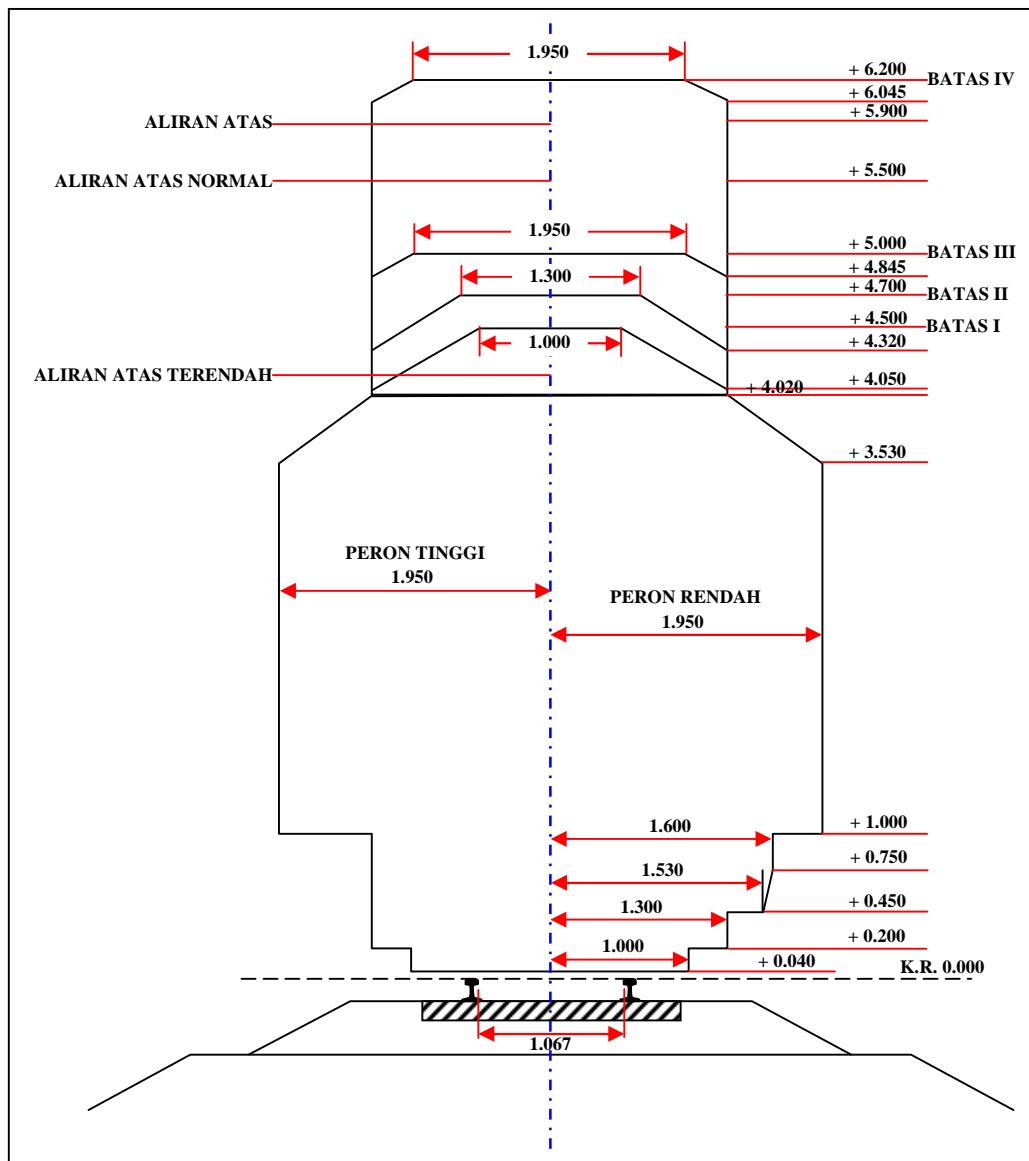 1.950
+ 6.200
BATAS IV
+ 6.045
+ 5.900
ALIRAN ATAS
ALIRAN ATAS NORMAL
+ 5.500
1.950
+ 5.000
BATAS III
+ 4.845
1.300
+ 4.700
BATAS II
+ 4.500
BATAS I
1.000
+ 4.320
ALIRAN ATAS TERENDAH
+ 4.050
+ 4.020
+ 3.530
PERON TINGGI
1.950
PERON RENDAH
1.950
1.600
+ 1.000
1.530
+ 0.750
1.300
+ 0.450
1.000
+ 0.200
+ 0.040
K.R. 0.000
1.067